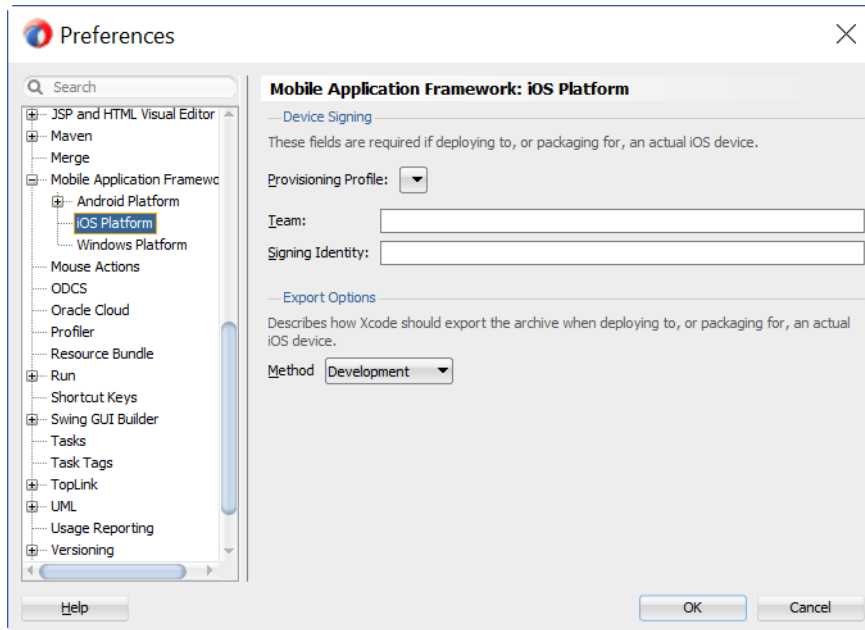 Preferences
Search
JSP and HTML Visual Editor
Maven
Merge
Mobile Application Framewo
Android Platform
iOS Platform
Windows Platform
Mouse Actions
ODCS
Oracle Cloud
Profiler
Resource Bundle
Run
Shortcut Keys
Swing GUI Builder
Tasks
Task Tags
TopLink
UML
Usage Reporting
Versioning
Mobile Application Framework: iOS Platform
Device Signing
These fields are required if deploying to, or packaging for, an actual iOS device.
Provisioning Profile:
Team:
Signing Identity:
Export Options
Describes how Xcode should export the archive when deploying to, or packaging for, an actual
iOS device.
Method Development
Help
OK
Cancel